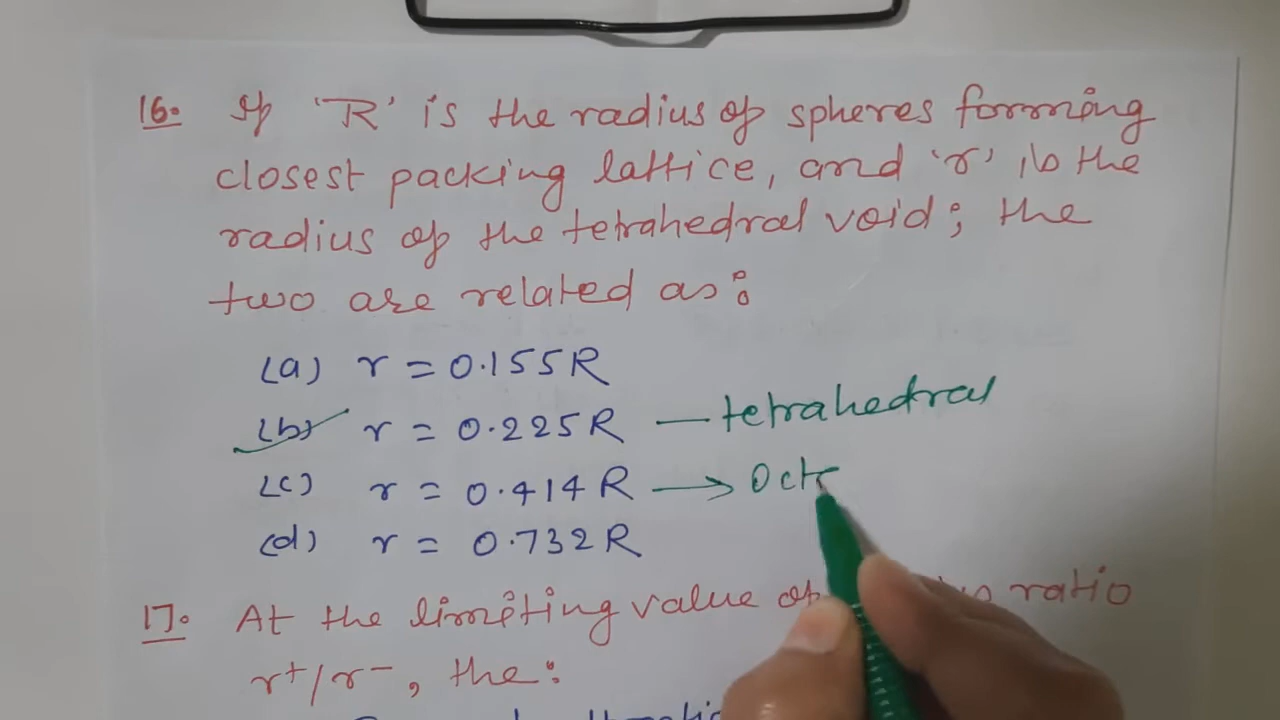 16. If 'R' is the radius of spheres forming
closest packing lattice, and 'r' is the
radius of the tetrahedral void; the
two are related as:
(a) r = 0.155R
(b) r = 0.225R — tetrahedral
(c) r = 0.414R → Oct
(d) r = 0.732R
17. At the limiting value of ratio
r+/r-, the: